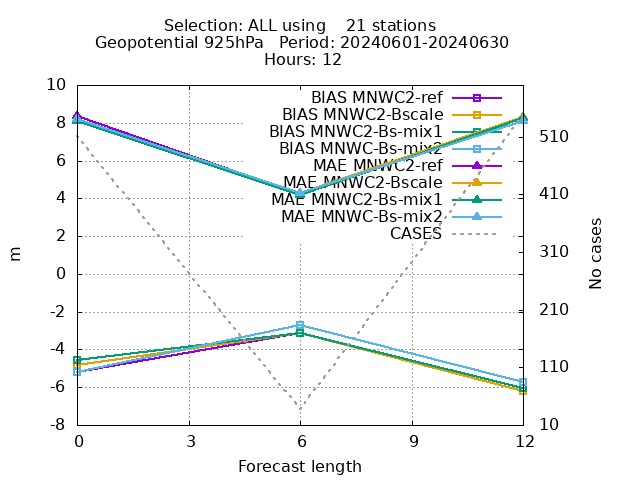 Selection: ALL using    21 stations
Geopotential 925hPa   Period: 20240601-20240630
Hours: 12
BIAS MNWC2-ref
BIAS MNWC2-Bscale
BIAS MNWC2-Bs-mix1
BIAS MNWC-Bs-mix2
MAE MNWC2-ref
MAE MNWC2-Bscale
MAE MNWC2-Bs-mix1
MAE MNWC-Bs-mix2
CASES
10
8
6
4
2
0
-2
-4
-6
-8
m
510
410
310
210
110
10
No cases
0 3 6 9 12
Forecast length